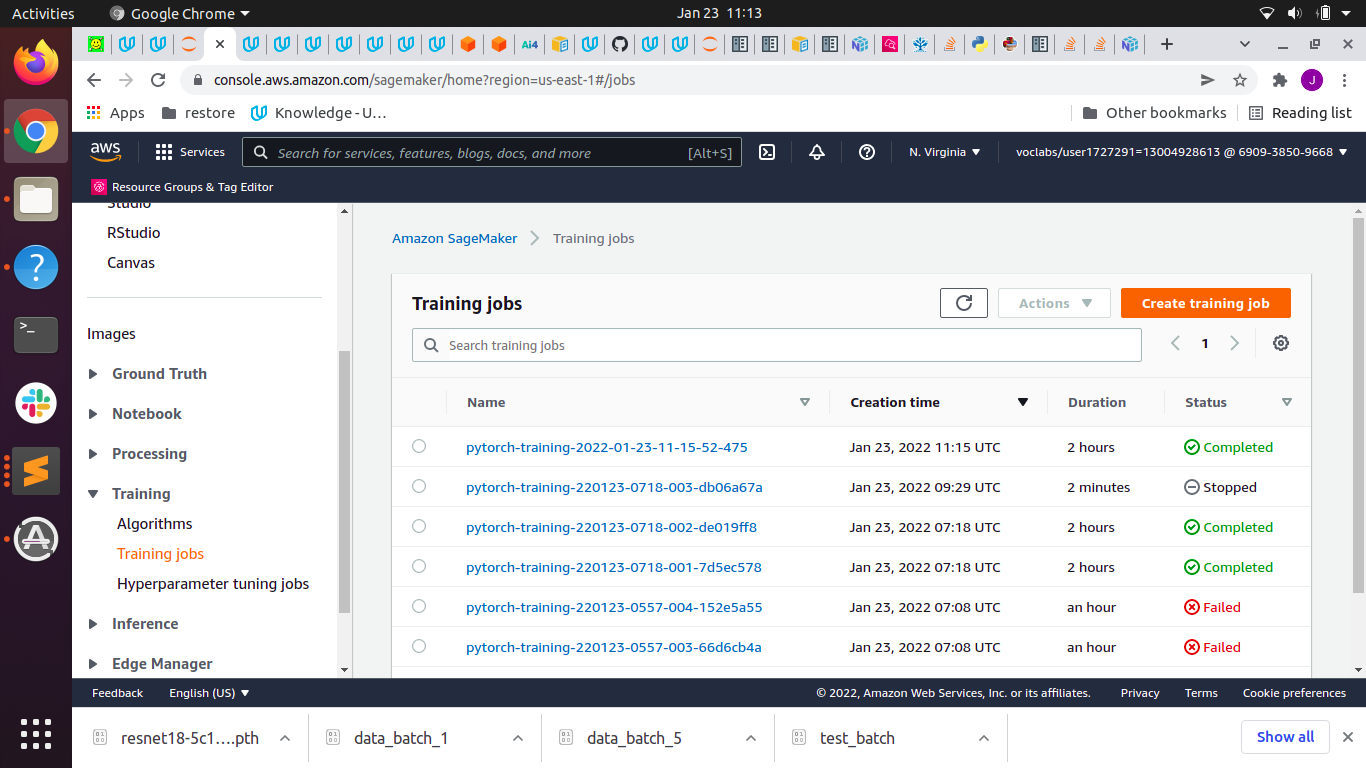 Activities
Google Chrome
Jan 23 11:13
Ai4
console.aws.amazon.com/sagemaker/home?region=us-east-1#/jobs
J
Apps
restore
Knowledge - U…
Other bookmarks
Reading list
aws
Services
Search for services, features, blogs, docs, and more
[Alt+S]
N. Virginia
voclabs/user1727291=13004928613 @ 6909-3850-9668
Resource Groups & Tag Editor
Studio
RStudio
Canvas
Images
Ground Truth
Notebook
Processing
Training
Algorithms
Training jobs
Hyperparameter tuning jobs
Inference
Edge Manager
Amazon SageMaker
Training jobs
Training jobs
Actions
Create training job
Search training jobs
1
Name Creation time Duration Status
pytorch-training-2022-01-23-11-15-52-475 Jan 23, 2022 11:15 UTC 2 hours Completed
pytorch-training-220123-0718-003-db06a67a Jan 23, 2022 09:29 UTC 2 minutes Stopped
pytorch-training-220123-0718-002-de019ff8 Jan 23, 2022 07:18 UTC 2 hours Completed
pytorch-training-220123-0718-001-7d5ec578 Jan 23, 2022 07:18 UTC 2 hours Completed
pytorch-training-220123-0557-004-152e5a55 Jan 23, 2022 07:08 UTC an hour Failed
pytorch-training-220123-0557-003-66d6cb4a Jan 23, 2022 07:08 UTC an hour Failed
Feedback
English (US)
© 2022, Amazon Web Services, Inc. or its affiliates.
Privacy
Terms
Cookie preferences
resnet18-5c1….pth
data_batch_1
data_batch_5
test_batch
Show all